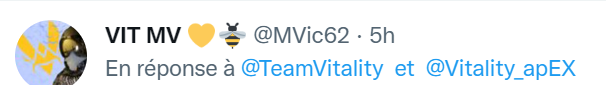 VIT MV 💛🐝 @MVic62 · 5h
En réponse à @TeamVitality et @Vitality_apEX